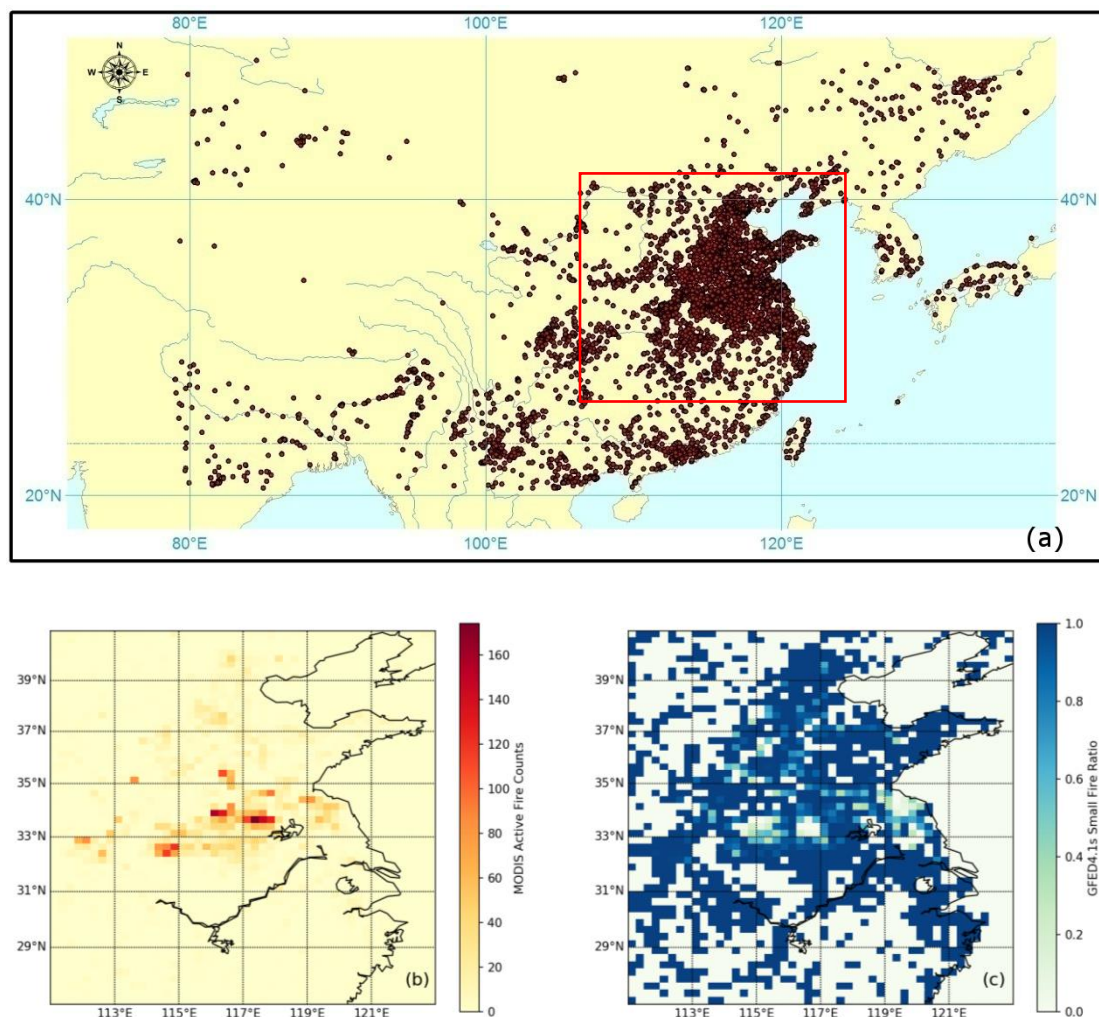 80°E 100°E 120°E
N
W E
S
40°N 40°N
20°N 20°N
80°E 100°E 120°E
(a)
160
140
120
100
80
60
40
20
0
MODIS Active Fire Counts
39°N
37°N
35°N
33°N
31°N
29°N
(b)
113°E 115°E 117°E 119°E 121°E
1.0
0.8
0.6
0.4
0.2
0.0
GFED4.1s Small Fire Ratio
39°N
37°N
35°N
33°N
31°N
29°N
(c)
113°E 115°E 117°E 119°E 121°E